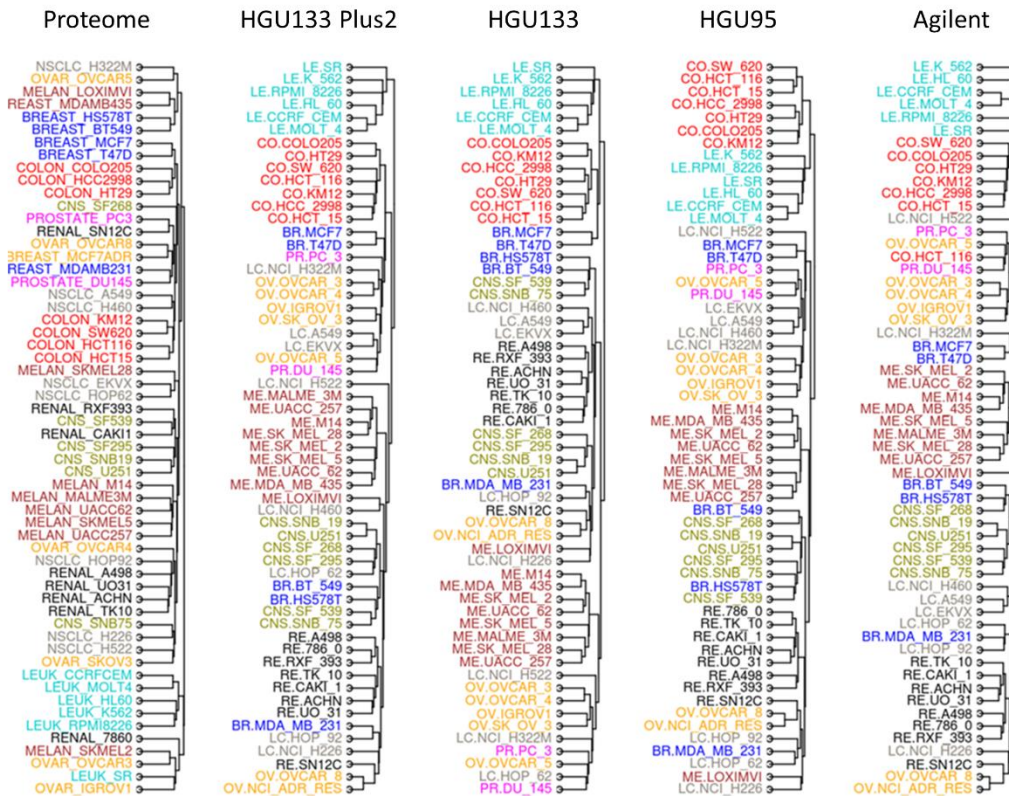 Proteome
NSCLC_H322M
OVAR_OVCAR5
MELAN_LOXIMVI
REAST_MDAMB435
BREAST_HS578T
BREAST_BT549
BREAST_MCF7
BREAST_T47D
COLON_COLO205
COLON_HCC2998
COLON_HT29
CNS_SF268
PROSTATE_PC3
RENAL_SN12C
OVAR_OVCAR8
BREAST_MCF7ADR
REAST_MDAMB231
PROSTATE_DU145
NSCLC_A549
NSCLC_H460
COLON_KM12
COLON_SW620
COLON_HCT116
COLON_HCT15
MELAN_SKMEL28
NSCLC_EKVX
NSCLC_HOP62
RENAL_RXF393
CNS_SF539
RENAL_CAKI1
CNS_SF295
CNS_SNB19
CNS_U251
MELAN_M14
MELAN_MALME3M
MELAN_UACC62
MELAN_SKMEL5
MELAN_UACC257
OVAR_OVCAR4
NSCLC_HOP92
RENAL_A498
RENAL_UO31
RENAL_ACHN
RENAL_TK10
CNS_SNB75
NSCLC_H226
NSCLC_H522
OVAR_SKOV3
LEUK_CCRFCEM
LEUK_MOLT4
LEUK_HL60
LEUK_K562
LEUK_RPMI8226
RENAL_7860
MELAN_SKMEL2
OVAR_OVCAR3
LEUK_SR
OVAR_IGROV1
HGU133 Plus2
LE.SR
LE.K_562
LE.RPMI_8226
LE.HL_60
LE.CCRF_CEM
LE.MOLT_4
CO.COLO205
CO.HT29
CO.SW_620
CO.HCT_116
CO.KM12
CO.HCC_2998
CO.HCT_15
BR.MCF7
BR.T47D
PR.PC_3
LC.NCI_H322M
OV.OVCAR_3
OV.OVCAR_4
OV.IGROV1
OV.SK_OV_3
LC.A549
LC.EKVX
OV.OVCAR_5
PR.DU_145
LC.NCI_H522
ME.MALME_3M
ME.UACC_257
ME.M14
ME.SK_MEL_28
ME.SK_MEL_2
ME.SK_MEL_5
ME.UACC_62
ME.MDA_MB_435
ME.LOXIMVI
LC.NCI_H460
CNS.SNB_19
CNS.U251
CNS.SF_268
CNS.SF_295
LC.HOP_62
BR.BT_549
BR.HS578T
CNS.SF_539
CNS.SNB_75
RE.A498
RE.786_0
RE.RXF_393
RE.TK_10
RE.CAKI_1
RE.ACHN
RE.UO_31
BR.MDA_MB_231
LC.HOP_92
LC.NCI_H226
RE.SN12C
OV.OVCAR_8
OV.NCI_ADR_RES
HGU133
LE.SR
LE.K_562
LE.RPMI_8226
LE.HL_60
LE.CCRF_CEM
LE.MOLT_4
CO.COLO205
CO.KM12
CO.HCC_2998
CO.HT29
CO.SW_620
CO.HCT_116
CO.HCT_15
BR.MCF7
BR.T47D
BR.HS578T
BR.BT_549
CNS.SF_539
CNS.SNB_75
LC.NCI_H460
LC.A549
LC.EKVX
RE.A498
RE.RXF_393
RE.ACHN
RE.UO_31
RE.TK_10
RE.786_0
RE.CAKI_1
CNS.SF_268
CNS.SF_295
CNS.SNB_19
CNS.U251
BR.MDA_MB_231
LC.HOP_92
RE.SN12C
OV.OVCAR_8
OV.NCI_ADR_RES
ME.LOXIMVI
LC.NCI_H226
ME.M14
ME.MDA_MB_435
ME.SK_MEL_2
ME.UACC_62
ME.SK_MEL_5
ME.MALME_3M
ME.SK_MEL_28
ME.UACC_257
LC.NCI_H522
OV.OVCAR_3
OV.OVCAR_4
OV.IGROV1
OV.SK_OV_3
LC.NCI_H322M
PR.PC_3
OV.OVCAR_5
LC.HOP_62
PR.DU_145
HGU95
CO.SW_620
CO.HCT_116
CO.HCT_15
CO.HCC_2998
CO.HT29
CO.COLO205
CO.KM12
LE.K_562
LE.RPMI_8226
LE.SR
LE.HL_60
LE.CCRF_CEM
LE.MOLT_4
LC.NCI_H522
BR.MCF7
BR.T47D
PR.PC_3
OV.OVCAR_5
PR.DU_145
LC.EKVX
LC.A549
LC.NCI_H460
LC.NCI_H322M
OV.OVCAR_3
OV.OVCAR_4
OV.IGROV1
OV.SK_OV_3
ME.M14
ME.MDA_MB_435
ME.SK_MEL_2
ME.UACC_62
ME.SK_MEL_5
ME.MALME_3M
ME.SK_MEL_28
ME.UACC_257
BR.BT_549
CNS.SF_268
CNS.SNB_19
CNS.U251
CNS.SF_295
CNS.SNB_75
BR.HS578T
CNS.SF_539
RE.786_0
RE.TK_10
RE.CAKI_1
RE.ACHN
RE.UO_31
RE.A498
RE.RXF_393
RE.SN12C
OV.OVCAR_8
OV.NCI_ADR_RES
LC.HOP_92
BR.MDA_MB_231
LC.HOP_62
ME.LOXIMVI
LC.NCI_H226
Agilent
LE.K_562
LE.HL_60
LE.CCRF_CEM
LE.MOLT_4
LE.RPMI_8226
LE.SR
CO.SW_620
CO.COLO205
CO.HT29
CO.KM12
CO.HCC_2998
CO.HCT_15
LC.NCI_H522
PR.PC_3
OV.OVCAR_5
CO.HCT_116
PR.DU_145
OV.OVCAR_3
OV.OVCAR_4
OV.IGROV1
OV.SK_OV_3
LC.NCI_H322M
BR.MCF7
BR.T47D
ME.SK_MEL_2
ME.UACC_62
ME.M14
ME.MDA_MB_435
ME.SK_MEL_5
ME.MALME_3M
ME.SK_MEL_28
ME.UACC_257
ME.LOXIMVI
BR.BT_549
BR.HS578T
CNS.SF_268
CNS.SNB_19
CNS.U251
CNS.SF_295
CNS.SF_539
CNS.SNB_75
LC.NCI_H460
LC.A549
LC.EKVX
LC.HOP_62
BR.MDA_MB_231
LC.HOP_92
RE.TK_10
RE.CAKI_1
RE.ACHN
RE.UO_31
RE.A498
RE.786_0
RE.RXF_393
LC.NCI_H226
RE.SN12C
OV.OVCAR_8
OV.NCI_ADR_RES